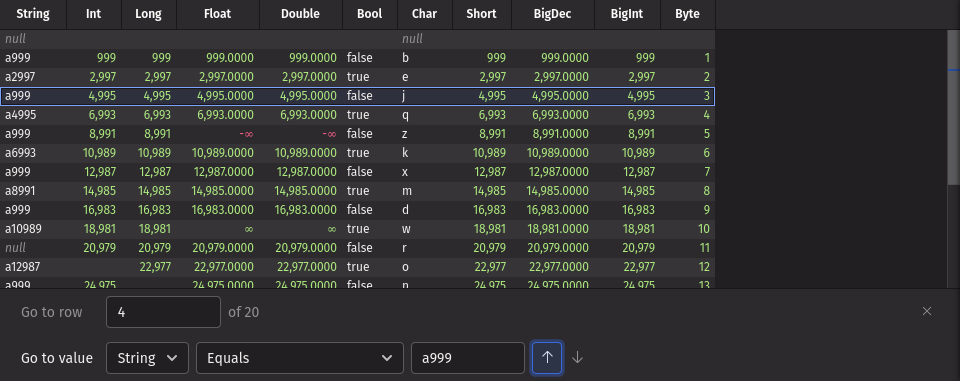 String Int Long Float Double Bool Char Short BigDec BigInt Byte
null null
a999 999 999 999.0000 999.0000 false b 999 999.0000 999 1
a2997 2,997 2,997 2,997.0000 2,997.0000 true e 2,997 2,997.0000 2,997 2
a999 4,995 4,995 4,995.0000 4,995.0000 false j 4,995 4,995.0000 4,995 3
a4995 6,993 6,993 6,993.0000 6,993.0000 true q 6,993 6,993.0000 6,993 4
a999 8,991 8,991 -∞ -∞ false z 8,991 8,991.0000 8,991 5
a6993 10,989 10,989 10,989.0000 10,989.0000 true k 10,989 10,989.0000 10,989 6
a999 12,987 12,987 12,987.0000 12,987.0000 false x 12,987 12,987.0000 12,987 7
a8991 14,985 14,985 14,985.0000 14,985.0000 true m 14,985 14,985.0000 14,985 8
a999 16,983 16,983 16,983.0000 16,983.0000 false d 16,983 16,983.0000 16,983 9
a10989 18,981 18,981 ∞ ∞ true w 18,981 18,981.0000 18,981 10
null 20,979 20,979 20,979.0000 20,979.0000 false r 20,979 20,979.0000 20,979 11
a12987 22,977 22,977.0000 22,977.0000 true o 22,977 22,977.0000 22,977 12
a999 24,975 24,975.0000 24,975.0000 false n 24,975 24,975.0000 24,975 13
Go to row 4 of 20
Go to value String Equals a999